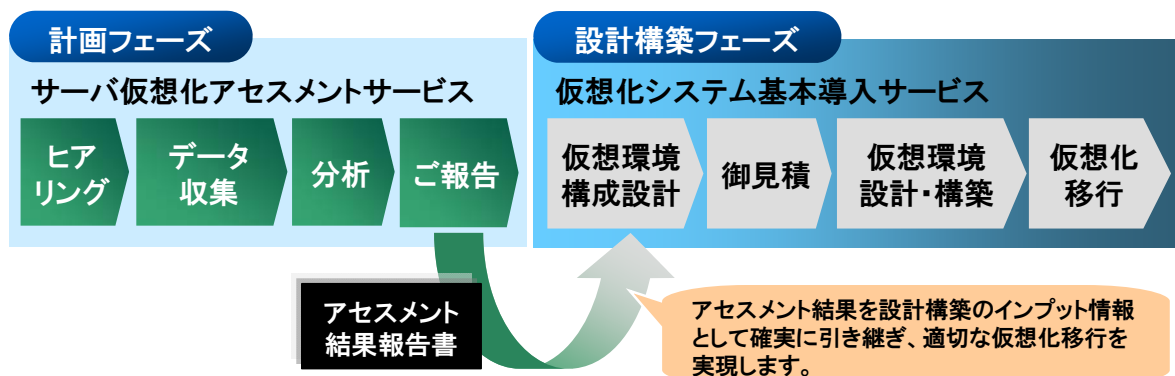 計画フェーズ
サーバ仮想化アセスメントサービス
ヒア
リング
データ
収集
分析
ご報告
設計構築フェーズ
仮想化システム基本導入サービス
仮想環境
構成設計
御見積
仮想環境
設計・構築
仮想化
移行
アセスメント
結果報告書
アセスメント結果を設計構築のインプット情報
として確実に引き継ぎ、適切な仮想化移行を
実現します。